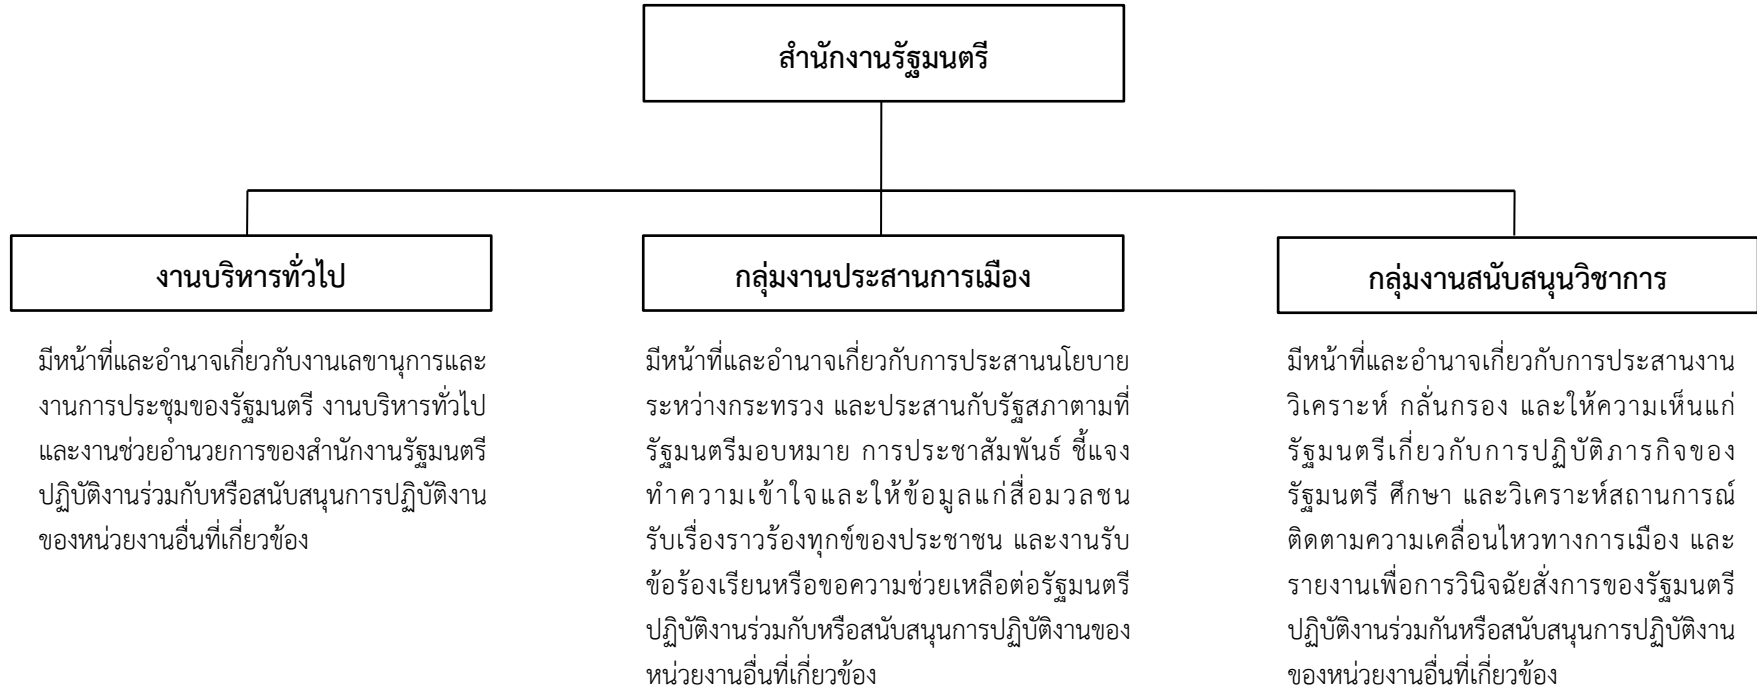 สำนักงานรัฐมนตรี
งานบริหารทั่วไป
มีหน้าที่และอำนาจเกี่ยวกับงานเลขานุการและ
งานการประชุมของรัฐมนตรี งานบริหารทั่วไป
และงานช่วยอำนวยการของสำนักงานรัฐมนตรี
ปฏิบัติงานร่วมกับหรือสนับสนุนการปฏิบัติงาน
ของหน่วยงานอื่นที่เกี่ยวข้อง
กลุ่มงานประสานการเมือง
มีหน้าที่และอำนาจเกี่ยวกับการประสานนโยบาย
ระหว่างกระทรวง และประสานกับรัฐสภาตามที่
รัฐมนตรีมอบหมาย การประชาสัมพันธ์ ชี้แจง
ทำความเข้าใจและให้ข้อมูลแก่สื่อมวลชน
รับเรื่องราวร้องทุกข์ของประชาชน และงานรับ
ข้อร้องเรียนหรือขอความช่วยเหลือต่อรัฐมนตรี
ปฏิบัติงานร่วมกับหรือสนับสนุนการปฏิบัติงานของ
หน่วยงานอื่นที่เกี่ยวข้อง
กลุ่มงานสนับสนุนวิชาการ
มีหน้าที่และอำนาจเกี่ยวกับการประสานงาน
วิเคราะห์ กลั่นกรอง และให้ความเห็นแก่
รัฐมนตรีเกี่ยวกับการปฏิบัติภารกิจของ
รัฐมนตรี ศึกษา และวิเคราะห์สถานการณ์
ติดตามความเคลื่อนไหวทางการเมือง และ
รายงานเพื่อการวินิจฉัยสั่งการของรัฐมนตรี
ปฏิบัติงานร่วมกันหรือสนับสนุนการปฏิบัติงาน
ของหน่วยงานอื่นที่เกี่ยวข้อง